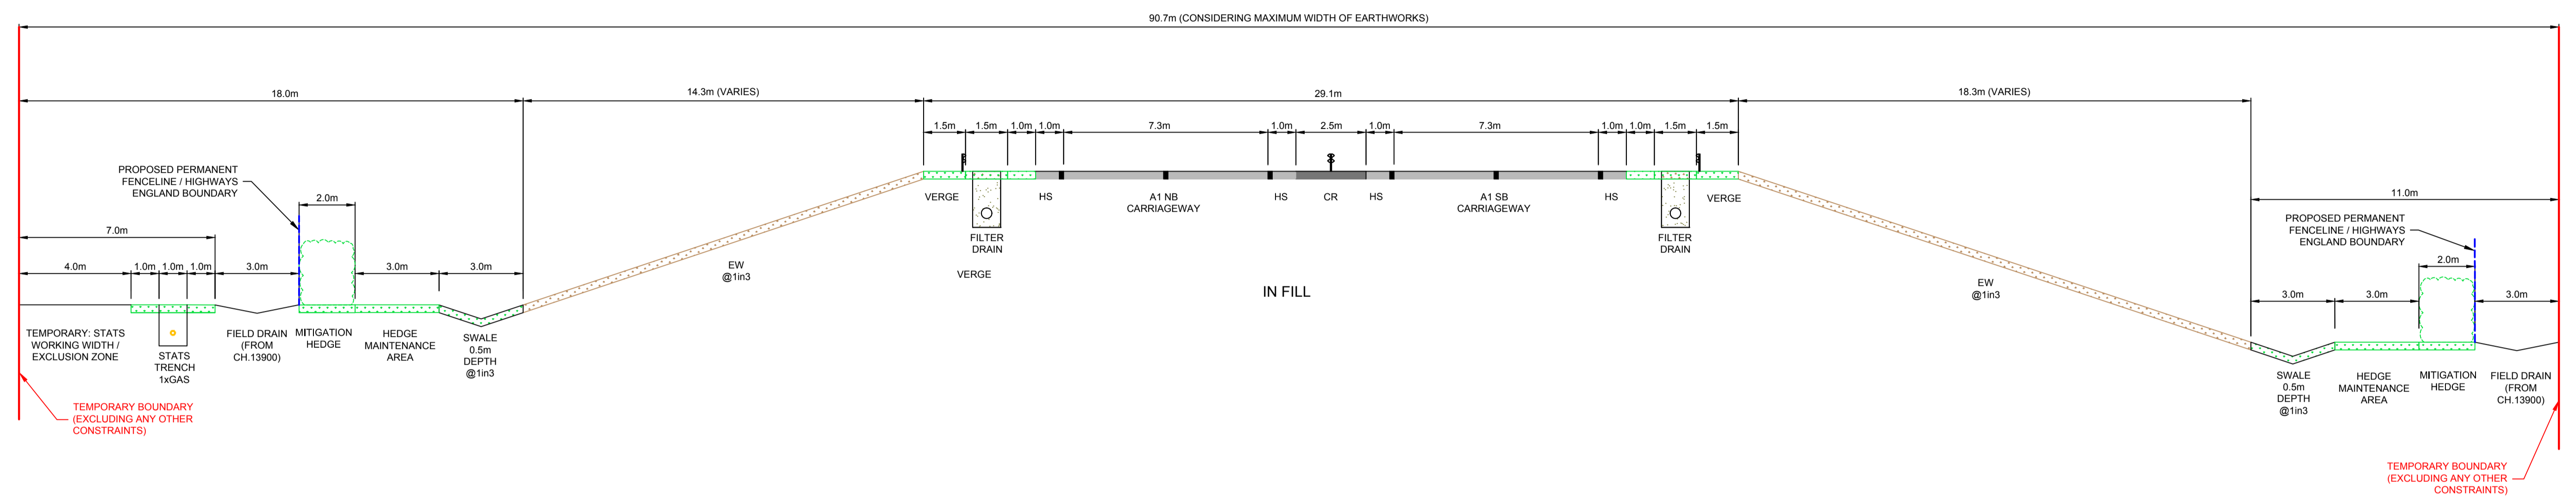 90.7m (CONSIDERING MAXIMUM WIDTH OF EARTHWORKS)
18.0m
14.3m (VARIES)
29.1m
18.3m (VARIES)
1.5m
1.5m
1.0m
1.0m
7.3m
1.0m
2.5m
1.0m
7.3m
1.0m
1.0m
1.5m
1.5m
PROPOSED PERMANENT
FENCELINE / HIGHWAYS
ENGLAND BOUNDARY
2.0m
7.0m
4.0m
1.0m
1.0m
1.0m
3.0m
3.0m
3.0m
VERGE
HS
A1 NB
CARRIAGEWAY
HS
CR
HS
A1 SB
CARRIAGEWAY
HS
VERGE
FILTER
DRAIN
VERGE
FILTER
DRAIN
EW
@1in3
IN FILL
EW
@1in3
11.0m
PROPOSED PERMANENT
FENCELINE / HIGHWAYS
ENGLAND BOUNDARY
2.0m
3.0m
3.0m
3.0m
TEMPORARY: STATS
WORKING WIDTH /
EXCLUSION ZONE
STATS
TRENCH
1xGAS
FIELD DRAIN
(FROM
CH.13900)
MITIGATION
HEDGE
HEDGE
MAINTENANCE
AREA
SWALE
0.5m
DEPTH
@1in3
SWALE
0.5m
DEPTH
@1in3
HEDGE
MAINTENANCE
AREA
MITIGATION
HEDGE
FIELD DRAIN
(FROM
CH.13900)
TEMPORARY BOUNDARY
(EXCLUDING ANY OTHER
CONSTRAINTS)
TEMPORARY BOUNDARY
(EXCLUDING ANY OTHER
CONSTRAINTS)